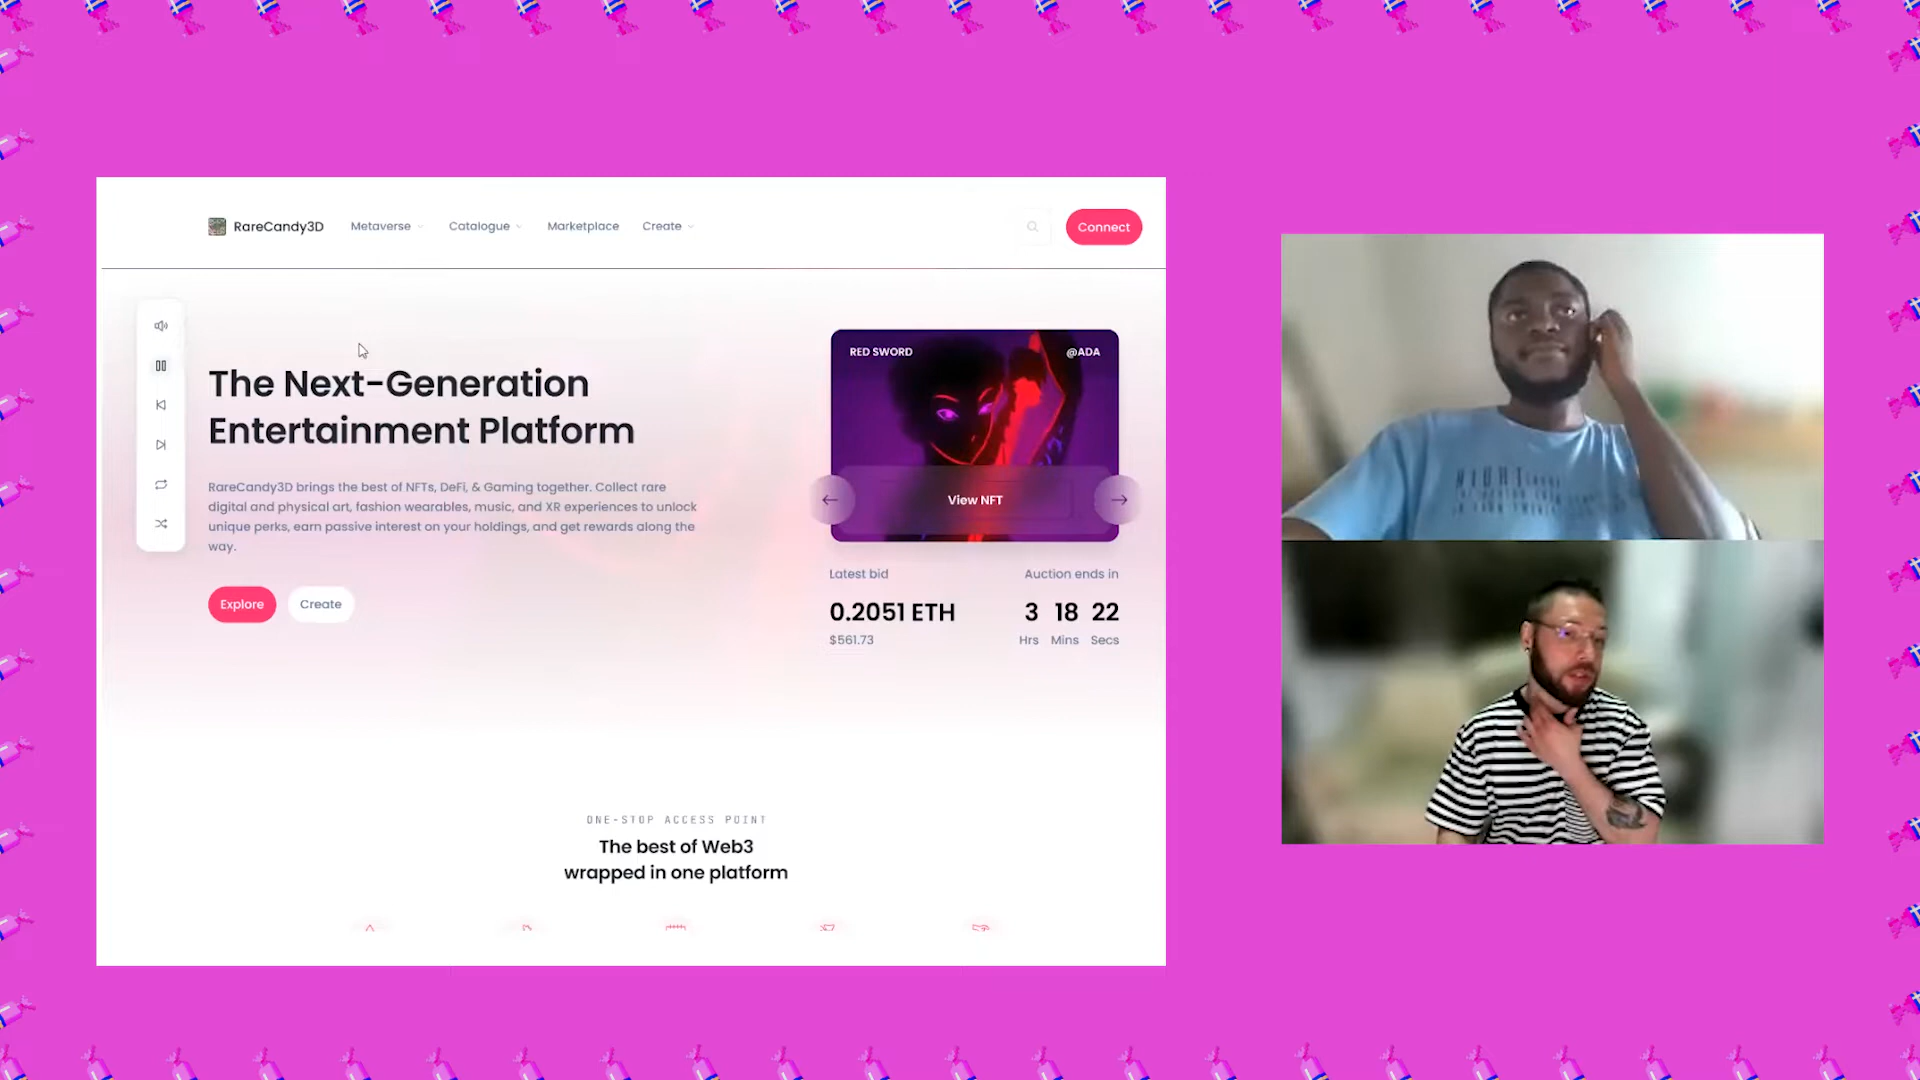 RareCandy3D
Metaverse
Catalogue
Marketplace
Create
Connect
The Next-Generation
Entertainment Platform
RareCandy3D brings the best of NFTs, DeFi, & Gaming together. Collect rare
digital and physical art, fashion wearables, music, and XR experiences to unlock
unique perks, earn passive interest on your holdings, and get rewards along the
way.
Explore
Create
RED SWORD
@ADA
View NFT
Latest bid
Auction ends in
0.2051 ETH
3 18 22
$561.73
Hrs Mins Secs
ONE-STOP ACCESS POINT
The best of Web3
wrapped in one platform